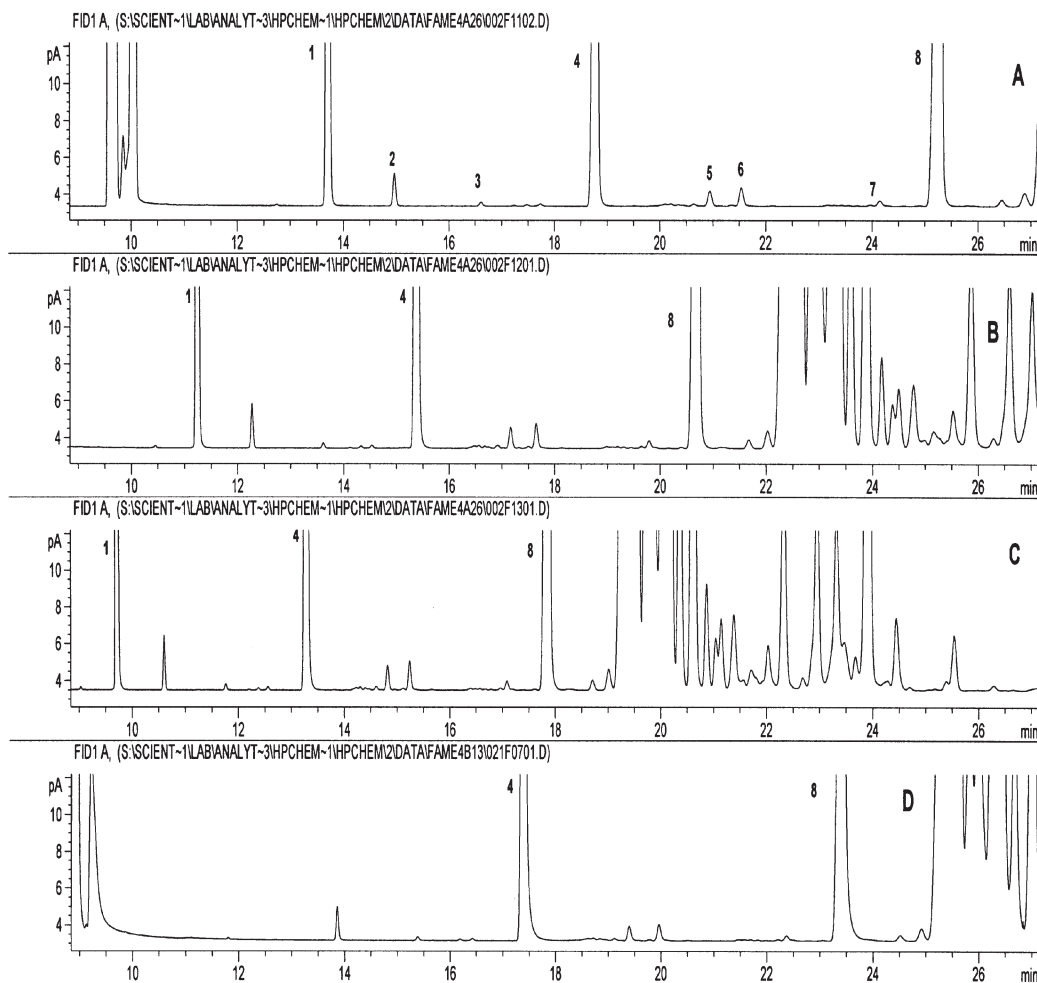 FID1 A, (S:\SCIENT~1\LAB\ANALYT~3\HPCHEM~1\HPCHEM\2\DATA\FAME4A26\002F1102.D)
pA
10
8
6
4
1
2
3
4
5
6
7
8
A
10 12 14 16 18 20 22 24 26 min
FID1 A, (S:\SCIENT~1\LAB\ANALYT~3\HPCHEM~1\HPCHEM\2\DATA\FAME4A26\002F1201.D)
pA
10
8
6
4
1
4
8
B
10 12 14 16 18 20 22 24 26 min
FID1 A, (S:\SCIENT~1\LAB\ANALYT~3\HPCHEM~1\HPCHEM\2\DATA\FAME4A26\002F1301.D)
pA
10
8
6
4
1
4
8
C
10 12 14 16 18 20 22 24 26 min
FID1 A, (S:\SCIENT~1\LAB\ANALYT~3\HPCHEM~1\HPCHEM\2\DATA\FAME4B13\021F0701.D)
pA
10
8
6
4
4
8
D
10 12 14 16 18 20 22 24 26 min